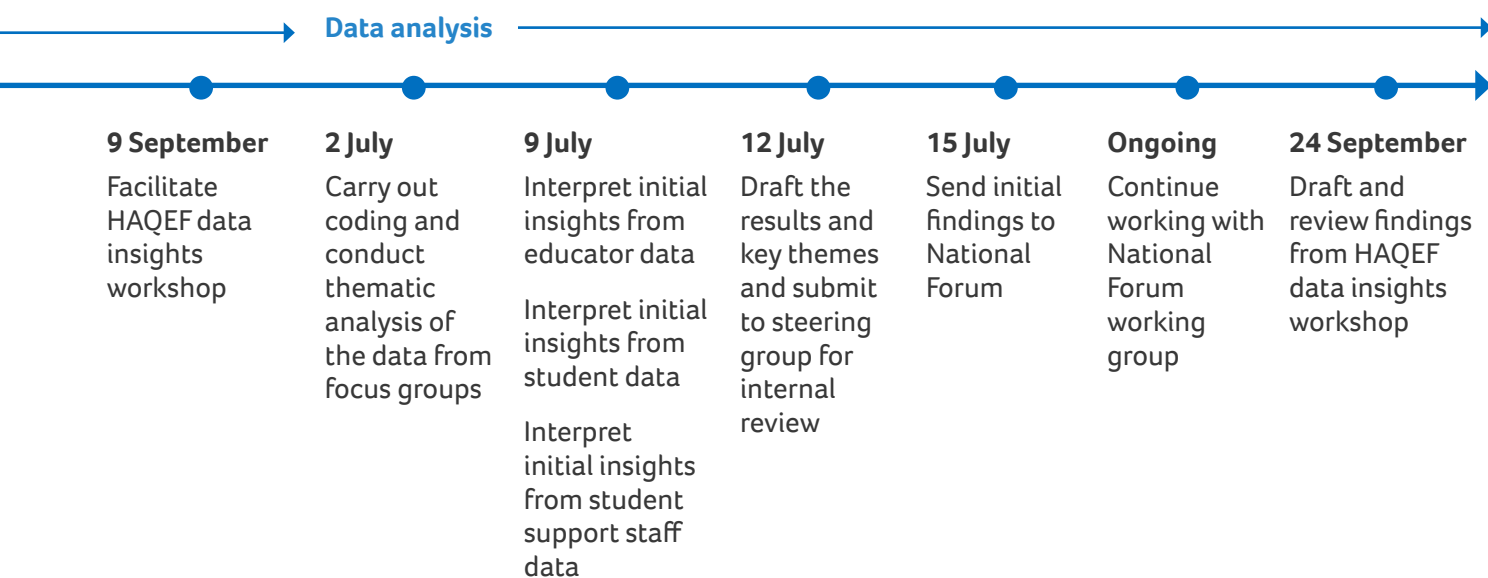 Data analysis
9 September
Facilitate
HAQEF data
insights
workshop
2 July
Carry out
coding and
conduct
thematic
analysis of
the data from
focus groups
9 July
Interpret initial
insights from
educator data
Interpret initial
insights from
student data
Interpret
initial insights
from student
support staff
data
12 July
Draft the
results and
key themes
and submit
to steering
group for
internal
review
15 July
Send initial
findings to
National
Forum
Ongoing
Continue
working with
National
Forum
working
group
24 September
Draft and
review findings
from HAQEF
data insights
workshop